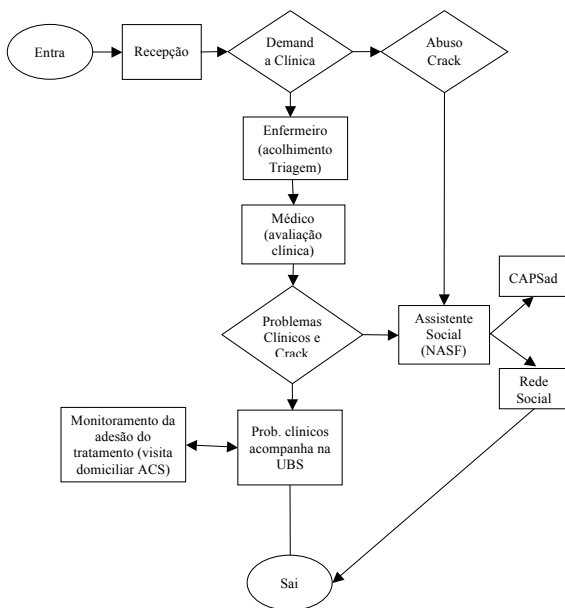 Entra
Recepção
Demand
a Clínica
Abuso
Crack
Enfermeiro
(acolhimento
Triagem)
Médico
(avaliação
clínica)
CAPSad
Problemas
Clínicos e
Crack
Assistente
Social
(NASF)
Rede
Social
Monitoramento da
adesão do
tratamento (visita
domiciliar ACS)
Prob. clínicos
acompanha na
UBS
Sai